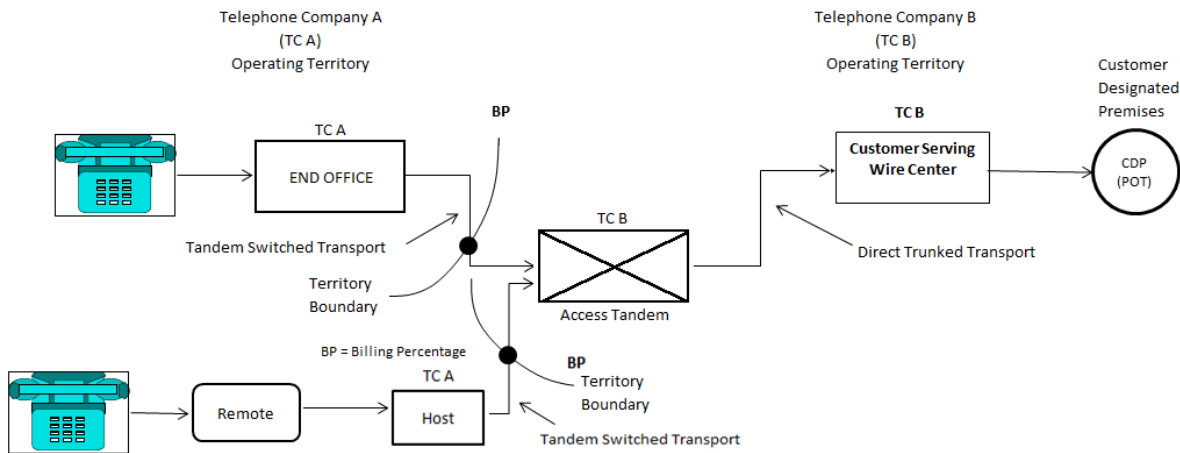 Telephone Company A
(TC A)
Operating Territory
Telephone Company B
(TC B)
Operating Territory
Customer
Designated
Premises
BP
TC A
END OFFICE
TC B
Customer Serving
Wire Center
CDP
(POT)
Tandem Switched Transport
TC B
Direct Trunked Transport
Territory
Boundary
Access Tandem
BP = Billing Percentage
BP
Territory
Boundary
TC A
Remote
Host
Tandem Switched Transport